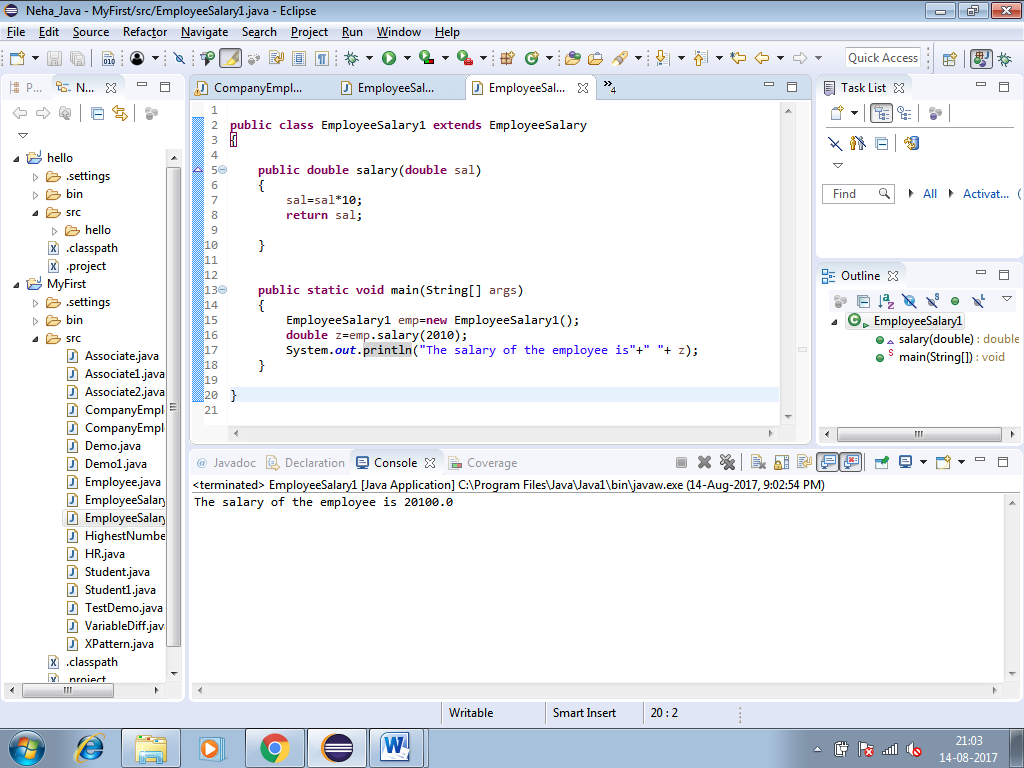 Neha_Java - MyFirst/src/EmployeeSalary1.java - Eclipse
File Edit Source Refactor Navigate Search Project Run Window Help
Quick Access
P... N...
hello
.settings
bin
src
hello
.classpath
.project
MyFirst
.settings
bin
src
Associate.java
Associate1.java
Associate2.java
CompanyEmpl
CompanyEmpl
Demo.java
Demo1.java
Employee.java
EmployeeSalary
EmployeeSalary
HighestNumbe
HR.java
Student.java
Student1.java
TestDemo.java
VariableDiff.jav
XPattern.java
.classpath
.project
CompanyEmpl... EmployeeSal... EmployeeSal... »4
1
2 public class EmployeeSalary1 extends EmployeeSalary
3 {
4
5 public double salary(double sal)
6 {
7 sal=sal*10;
8 return sal;
9
10 }
11
12
13 public static void main(String[] args)
14 {
15 EmployeeSalary1 emp=new EmployeeSalary1();
16 double z=emp.salary(2010);
17 System.out.println("The salary of the employee is"+" "+ z);
18 }
19
20 }
21
Task List
Find All Activat...
Outline
EmployeeSalary1
salary(double) : double
main(String[]) : void
@ Javadoc Declaration Console Coverage
<terminated> EmployeeSalary1 [Java Application] C:\Program Files\Java\Java1\bin\javaw.exe (14-Aug-2017, 9:02:54 PM)
The salary of the employee is 20100.0
Writable Smart Insert 20 : 2
21:03
14-08-2017